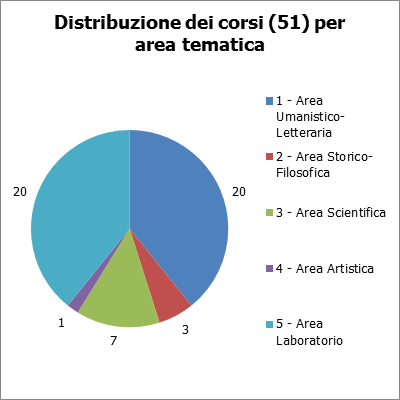 Distribuzione dei corsi (51) per
area tematica
1 - Area
Umanistico-
Letteraria
2 - Area Storico-
Filosofica
3 - Area Scientifica
4 - Area Artistica
5 - Area
Laboratorio
20
20
3
7
1